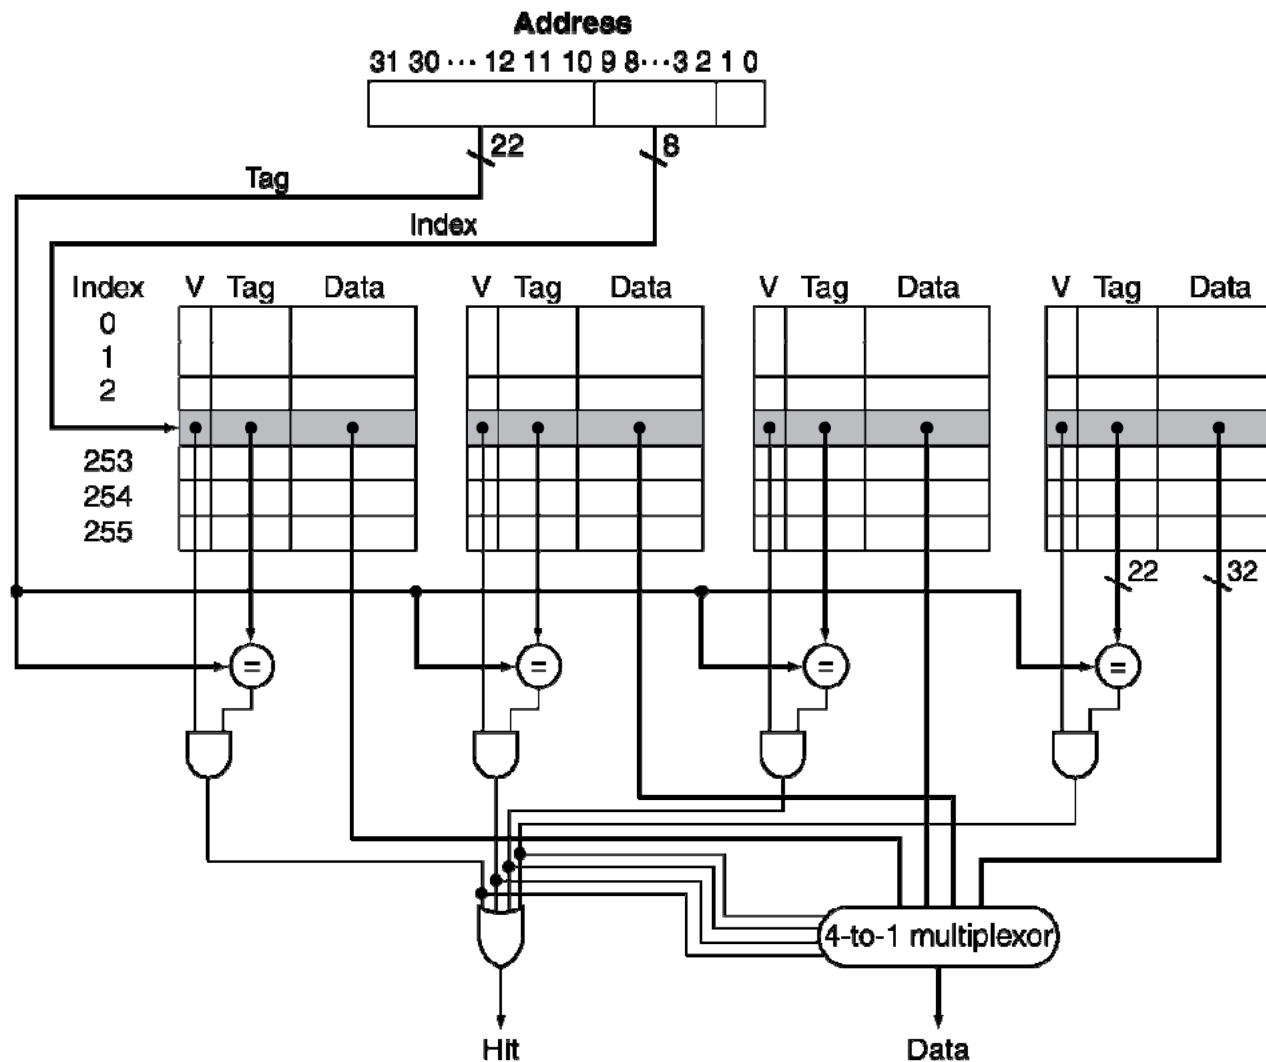 Address
31 30 ··· 12 11 10 9 8 ··· 3 2 1 0
22
8
Tag
Index
Index V Tag Data V Tag Data V Tag Data V Tag Data
0
1
2
253
254
255
22
32
= = = =
4-to-1 multiplexor
Hit
Data